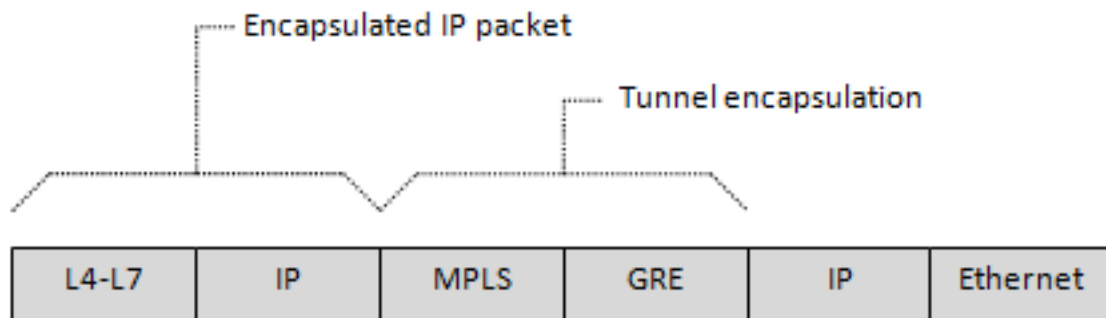 Encapsulated IP packet
Tunnel encapsulation
L4-L7 IP MPLS GRE IP Ethernet